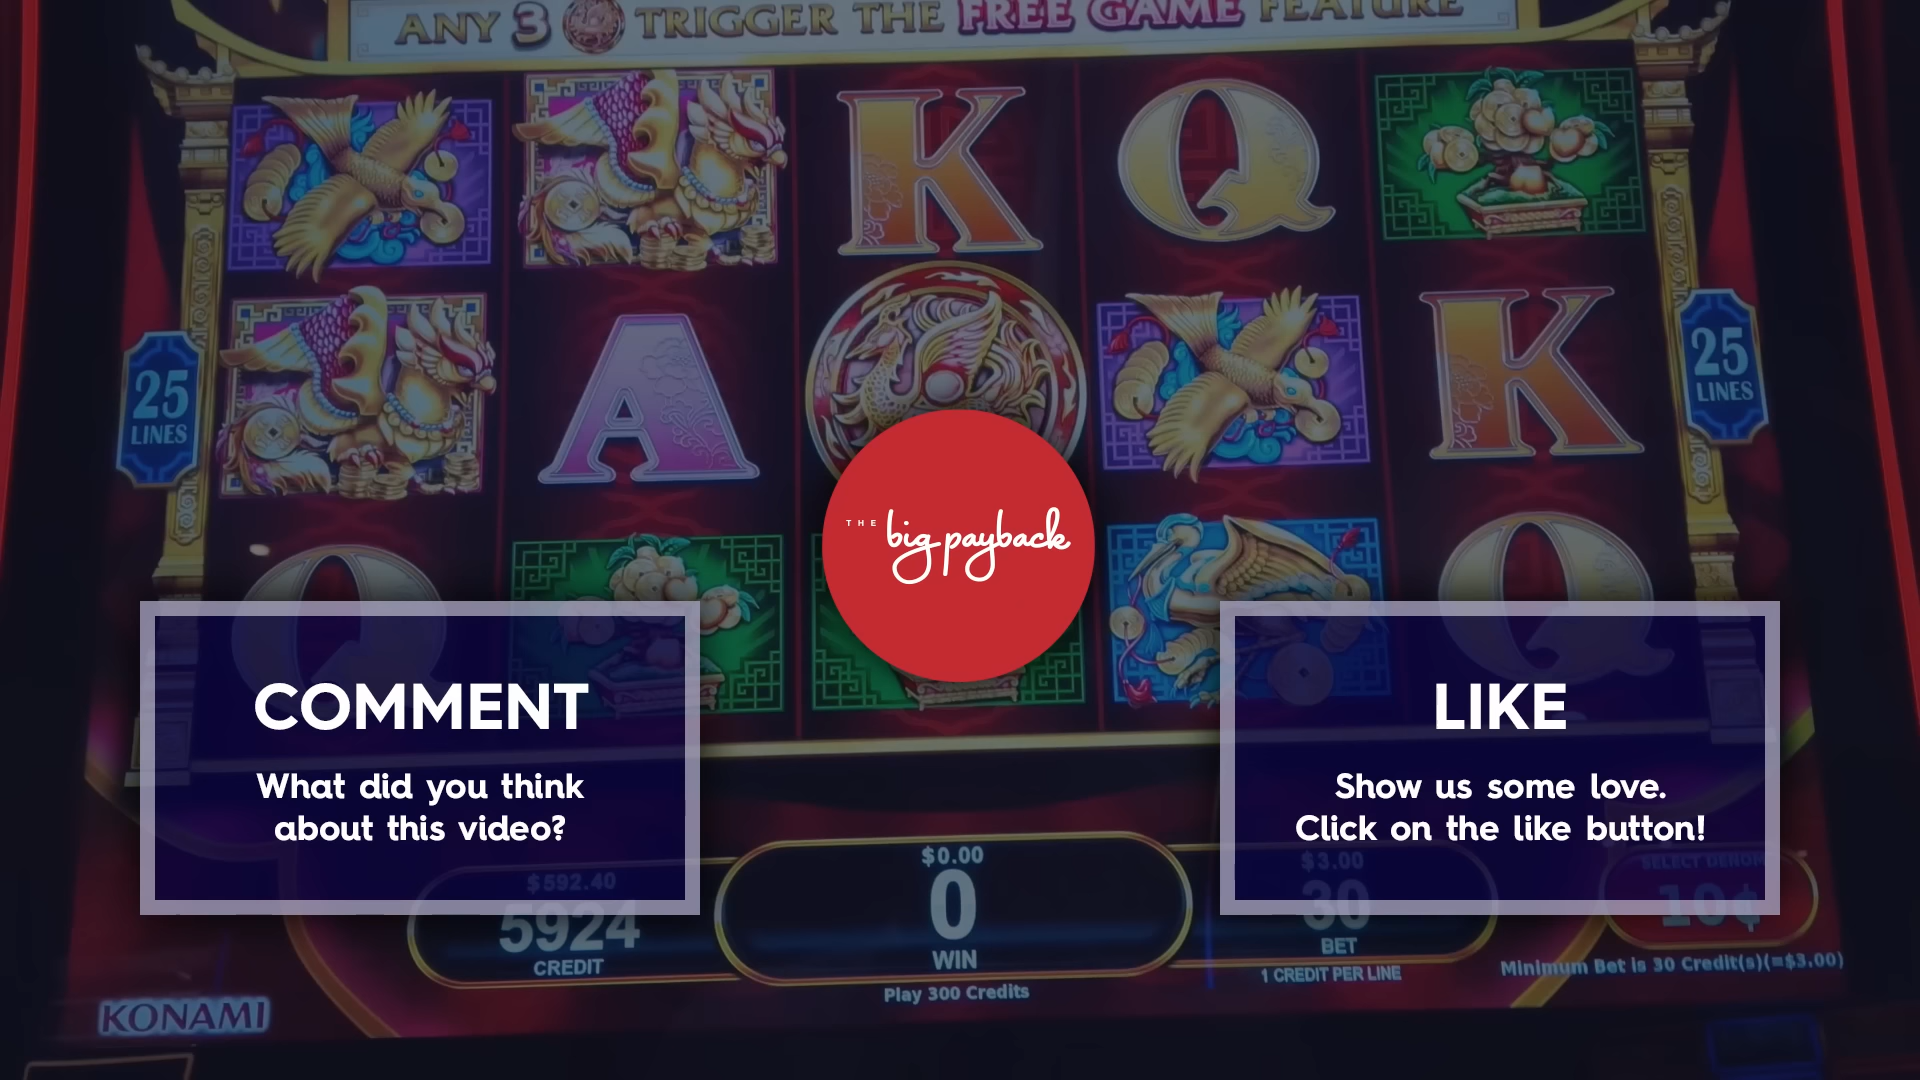 ANY 3 TRIGGER THE FREE GAME FEATURE
K
Q
25
LINES
A
K
25
LINES
THE big payback
Q
Q
COMMENT
What did you think
about this video?
LIKE
Show us some love.
Click on the like button!
$592.40
5924
CREDIT
$0.00
0
WIN
Play 300 Credits
$3.00
30
BET
1 CREDIT PER LINE
SELECT DENOM
10¢
Minimum Bet is 30 Credit(s)(=$3.00)
KONAMI